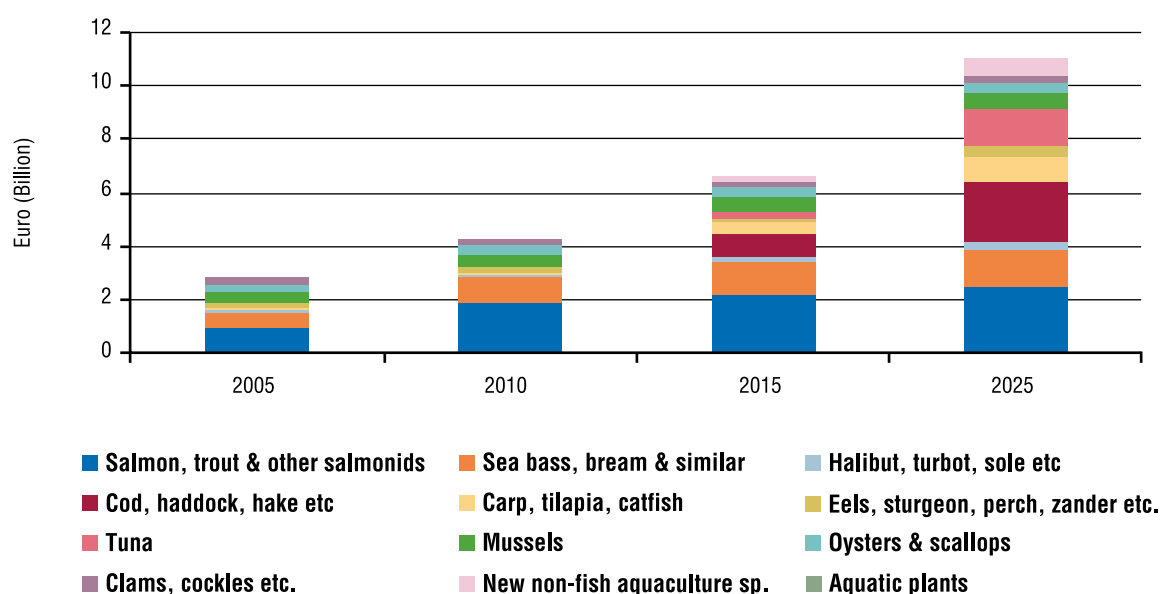 12
10
8
6
4
2
0
Euro (Billion)
2005 2010 2015 2025
Salmon, trout & other salmonids Sea bass, bream & similar Halibut, turbot, sole etc
Cod, haddock, hake etc Carp, tilapia, catfish Eels, sturgeon, perch, zander etc.
Tuna Mussels Oysters & scallops
Clams, cockles etc. New non-fish aquaculture sp. Aquatic plants